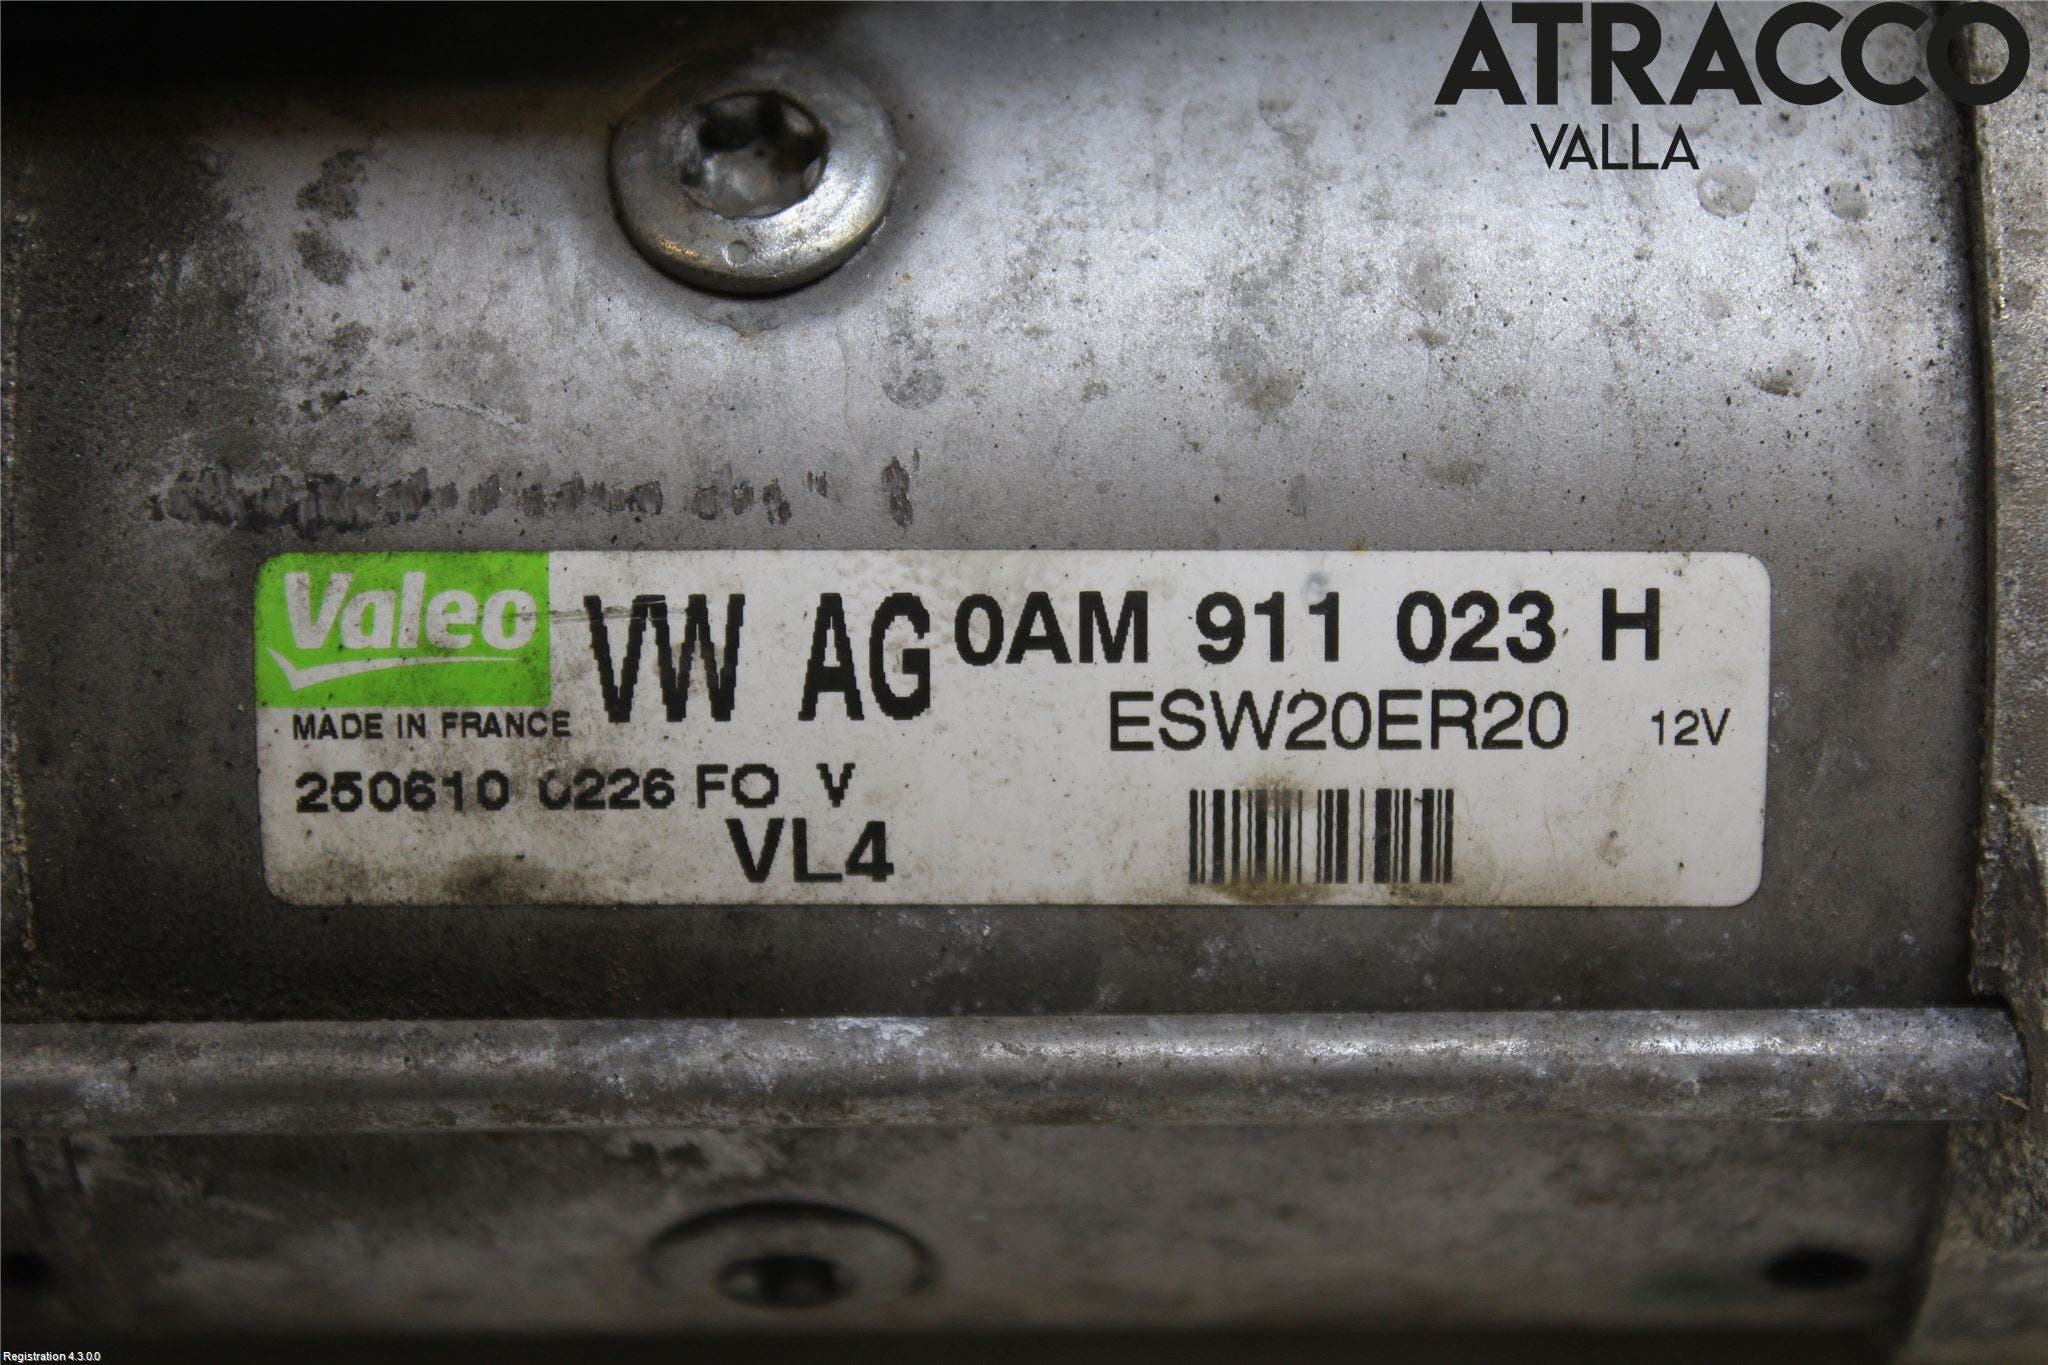 ATRACCO
VALLA
Valeo VW AG 0AM 911 023 H
MADE IN FRANCE ESW20ER20 12V
250610 0226 FO V
VL4
Registration 4.3.0.0